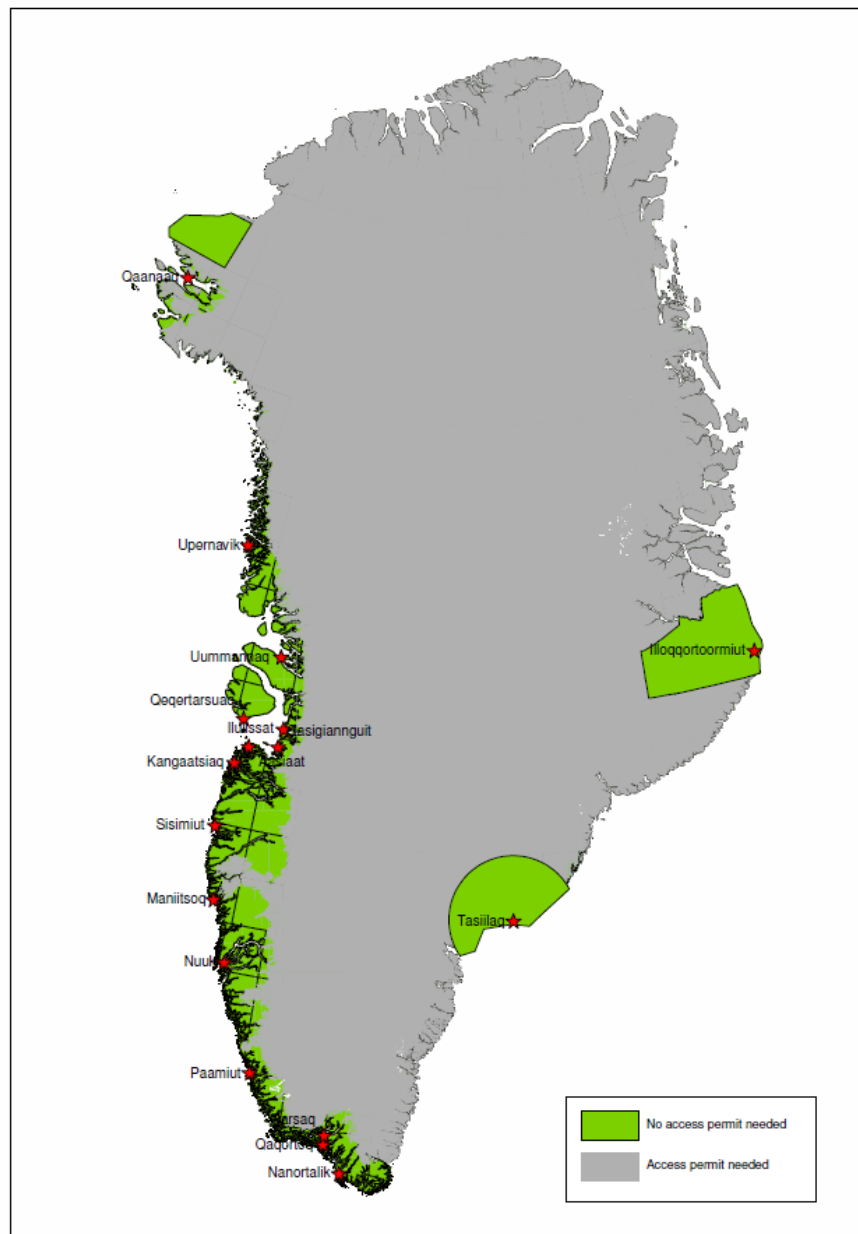 Qaanaaq
Upernavik
Illoqqortoormiut
Uummannaq
Qeqertarsuaq
Ilulissat
Qasigiannguit
Kangaatsiaq
Aasiaat
Sisimiut
Maniitsoq
Tasiilaq
Nuuk
Paamiut
Narsaq
Qaqortoq
Nanortalik
No access permit needed
Access permit needed